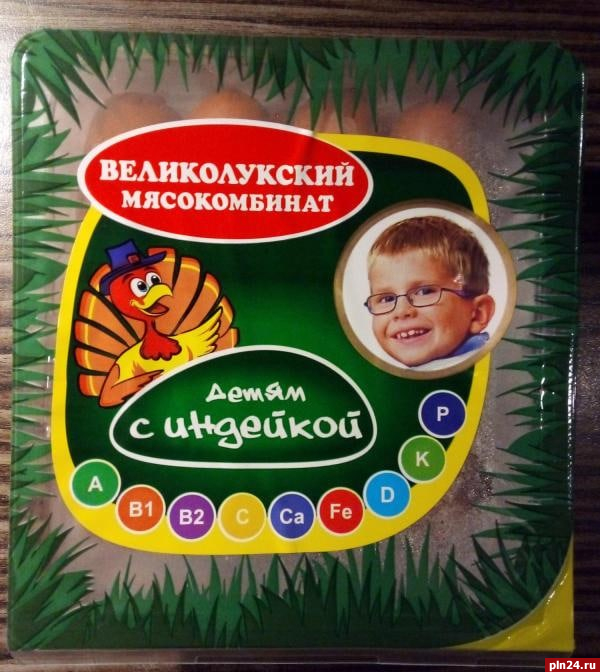 ВЕЛИКОЛУКСКИЙ
МЯСОКОМБИНАТ
Детям
с индейкой
A
B1
B2
C
Ca
Fe
D
K
P
pln24.ru